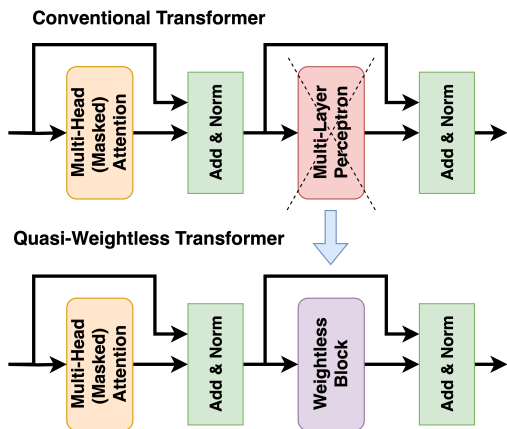 Conventional Transformer
Multi-Head
(Masked)
Attention
Add & Norm
Multi-Layer
Perceptron
Add & Norm
Quasi-Weightless Transformer
Multi-Head
(Masked)
Attention
Add & Norm
Weightless
Block
Add & Norm